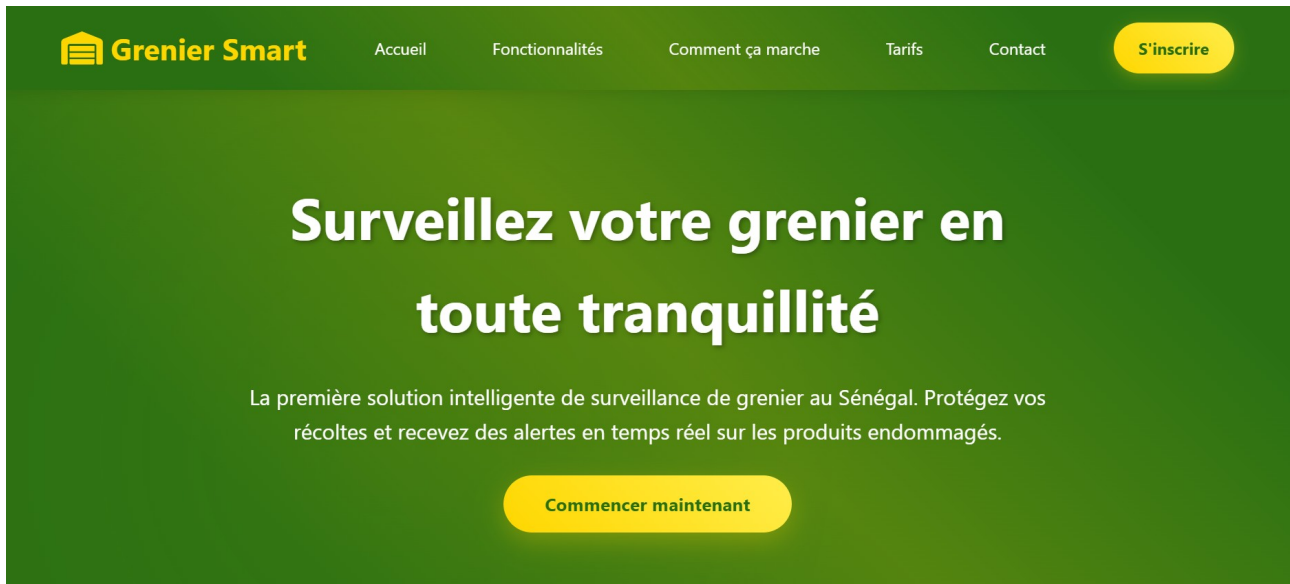 Grenier Smart
Accueil
Fonctionnalités
Comment ça marche
Tarifs
Contact
S'inscrire
Surveillez votre grenier en
toute tranquillité
La première solution intelligente de surveillance de grenier au Sénégal. Protégez vos
récoltes et recevez des alertes en temps réel sur les produits endommagés.
Commencer maintenant